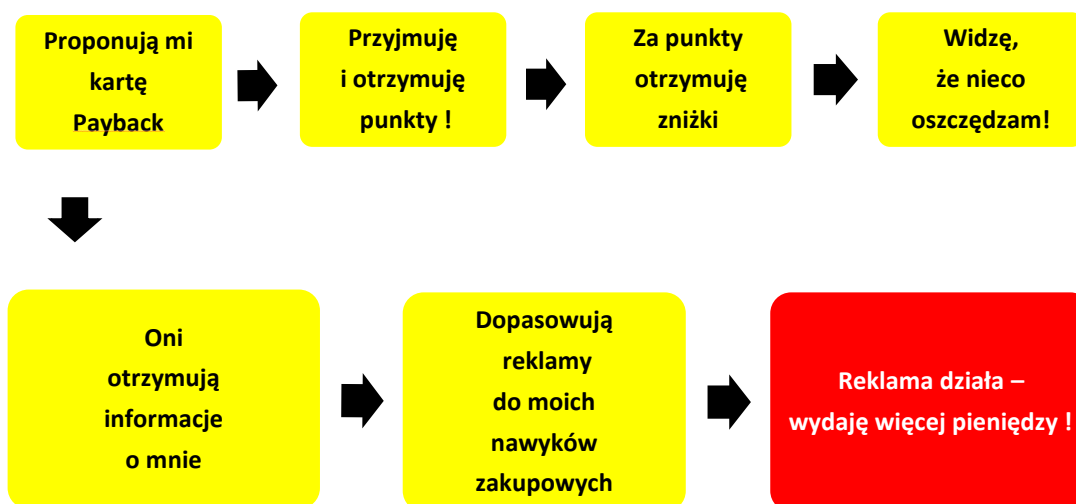 Proponują mi
kartę
Payback
Przyjmuję
i otrzymuję
punkty !
Za punkty
otrzymuję
zniżki
Widzę,
że nieco
oszczędzam!
Oni
otrzymują
informacje
o mnie
Dopasowują
reklamy
do moich
nawyków
zakupowych
Reklama działa –
wydaję więcej pieniędzy !